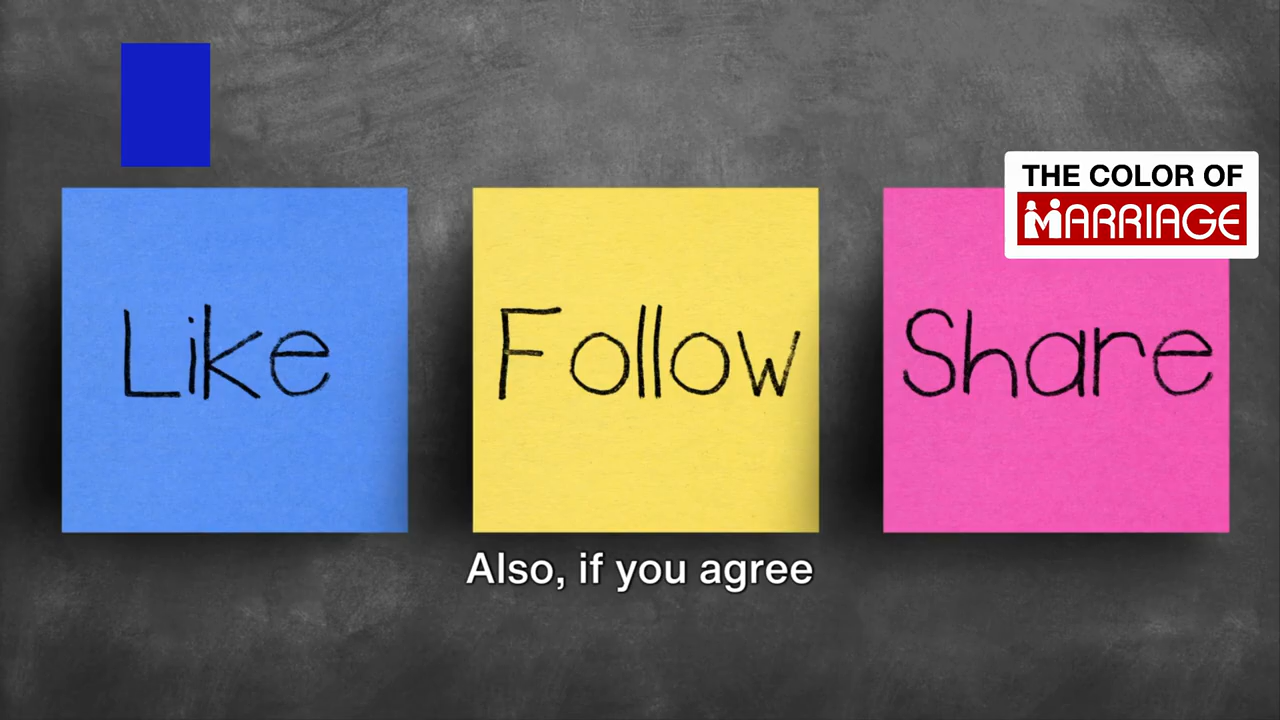 THE COLOR OF
MARRIAGE
Like
Follow
Share
Also, if you agree